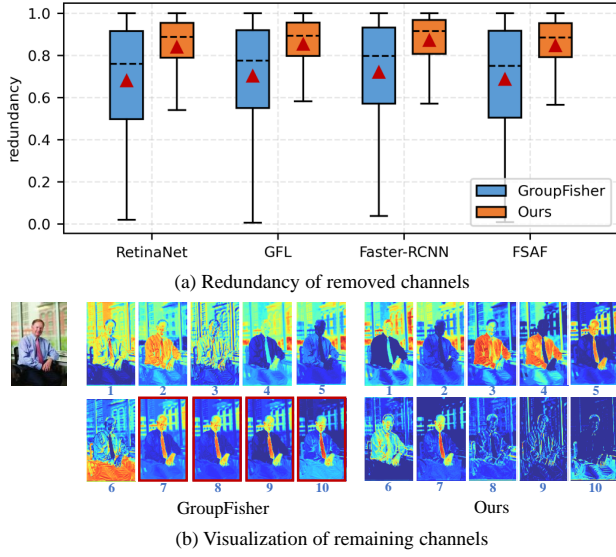 1.0
0.8
0.6
0.4
0.2
0.0
redundancy
GroupFisher
Ours
RetinaNet GFL Faster-RCNN FSAF
(a) Redundancy of removed channels
1 2 3 4 5 1 2 3 4 5
6 7 8 9 10 6 7 8 9 10
GroupFisher Ours
(b) Visualization of remaining channels